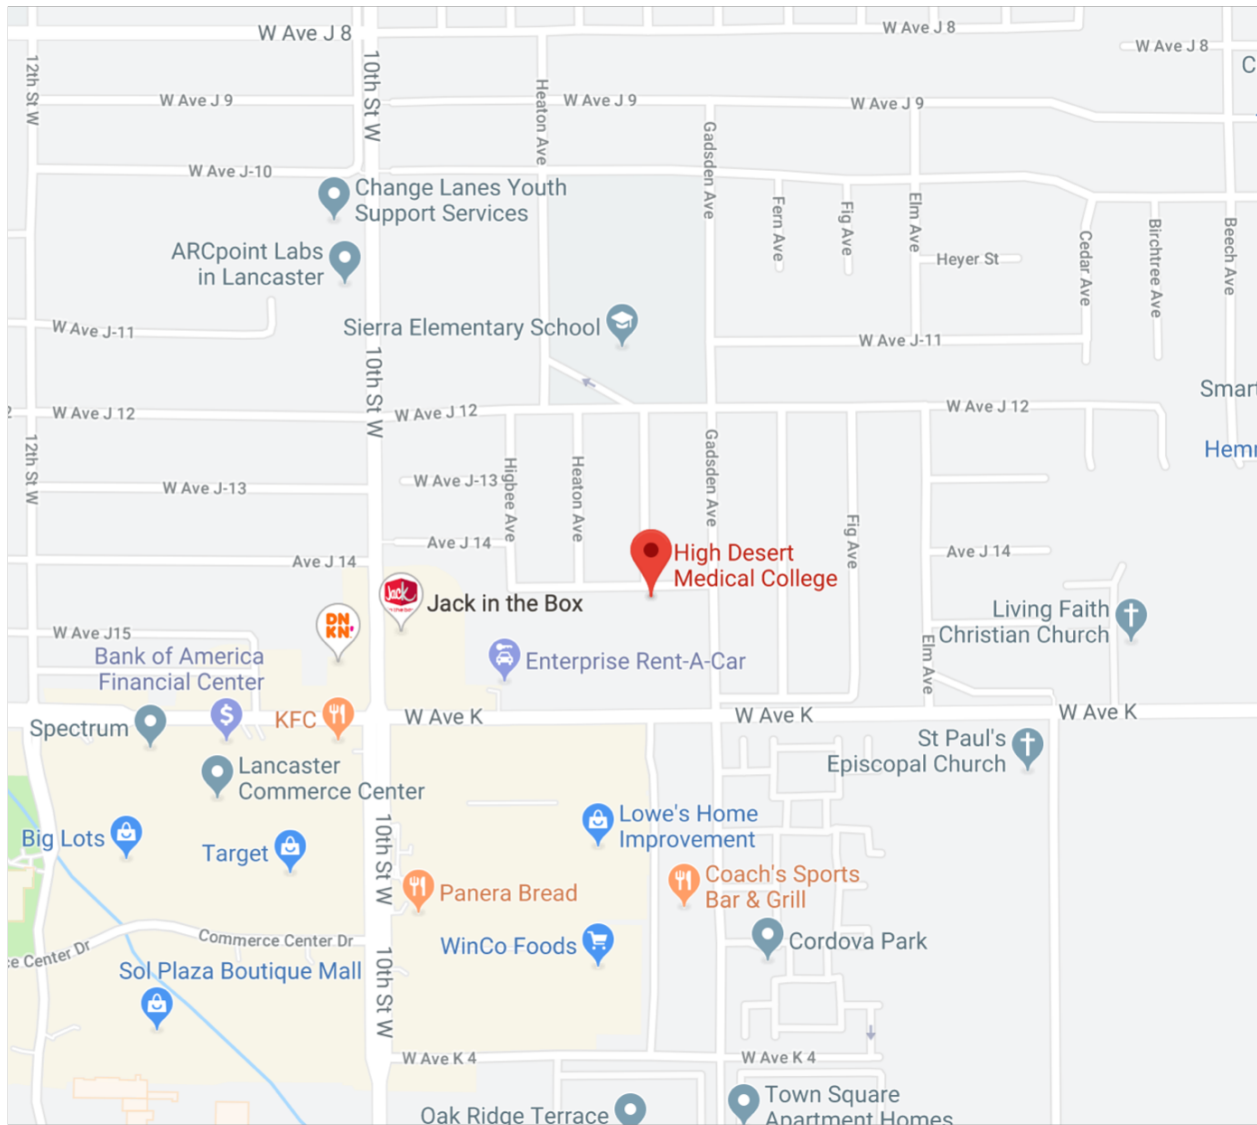 W Ave J 8
W Ave J 8
W Ave J 8
12th St W
10th St W
Heaton Ave
W Ave J 9
W Ave J 9
W Ave J 9
Gadsden Ave
W Ave J-10
Change Lanes Youth
Support Services
Fern Ave
Fig Ave
Elm Ave
Cedar Ave
Birchtree Ave
Beech Ave
ARCpoint Labs
in Lancaster
Heyer St
W Ave J-11
Sierra Elementary School
W Ave J-11
10th St W
Smart
W Ave J 12
W Ave J 12
W Ave J 12
Hemm
12th St W
Gadsden Ave
W Ave J-13
W Ave J-13
Higbee Ave
Heaton Ave
Fig Ave
Ave J 14
Ave J 14
Ave J 14
High Desert
Medical College
Jack
Jack in the Box
DN
KN'
W Ave J15
Living Faith
Christian Church
Bank of America
Financial Center
Enterprise Rent-A-Car
Elm Ave
Spectrum
KFC
W Ave K
W Ave K
W Ave K
St Paul's
Episcopal Church
Lancaster
Commerce Center
Lowe's Home
Improvement
Big Lots
Target
10th St W
Panera Bread
Coach's Sports
Bar & Grill
Commerce Center Dr
ce Center Dr
WinCo Foods
Cordova Park
Sol Plaza Boutique Mall
10th St W
W Ave K 4
W Ave K 4
Oak Ridge Terrace
Town Square
Apartment Homes